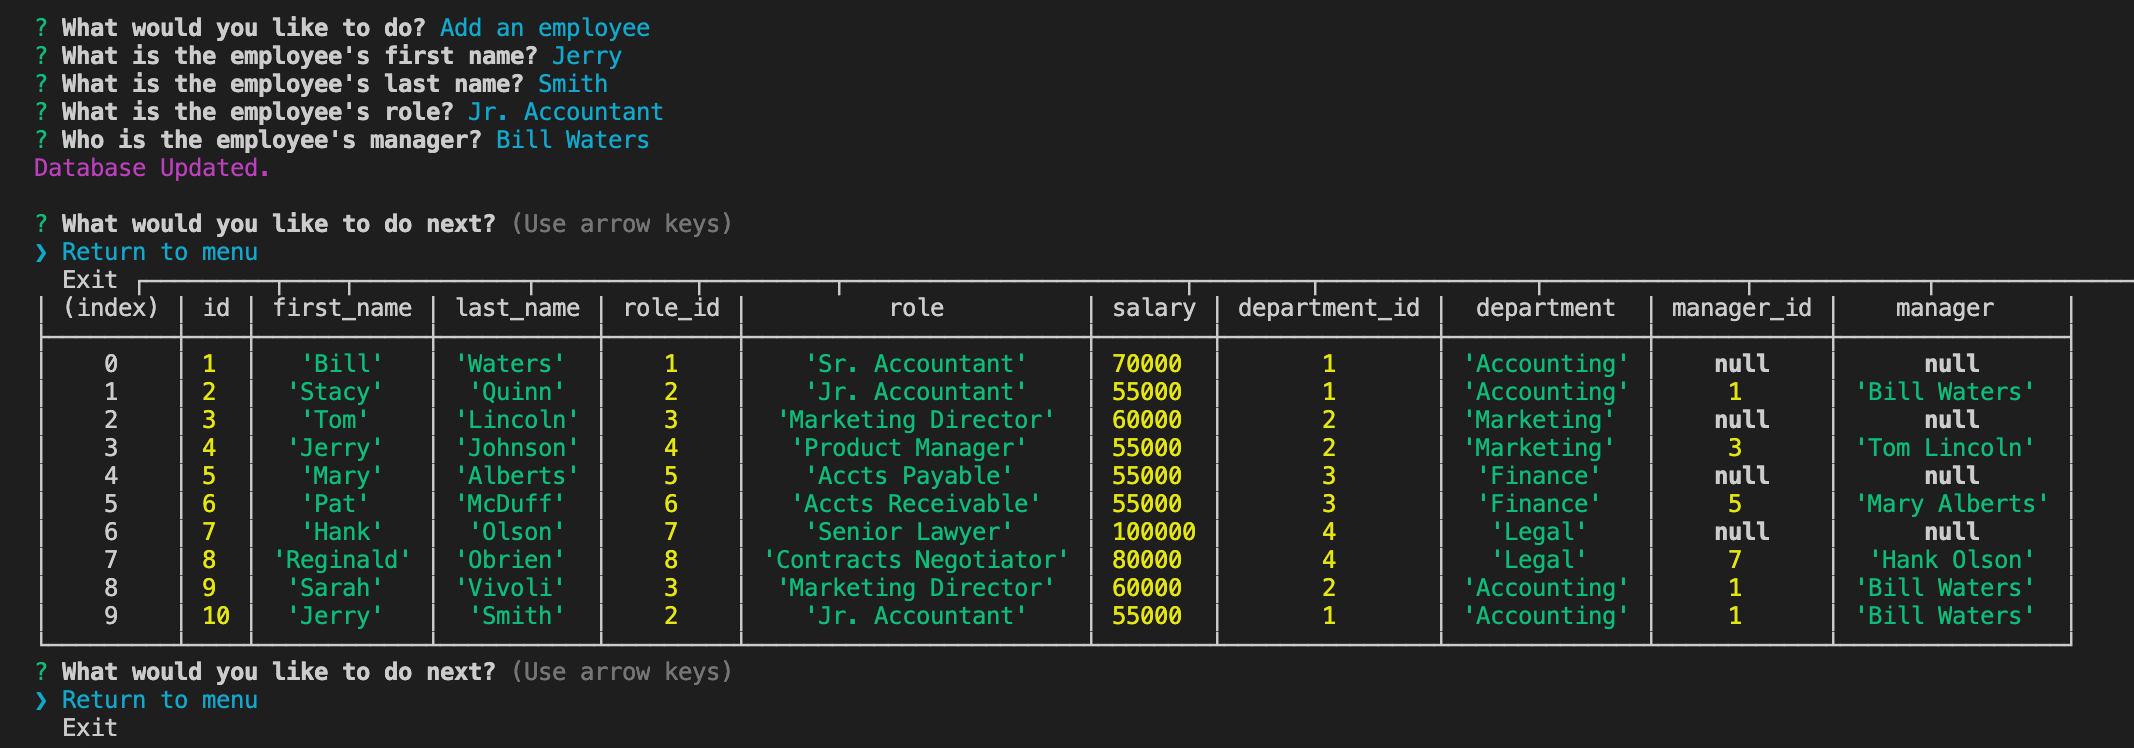 ? What would you like to do? Add an employee
? What is the employee's first name? Jerry
? What is the employee's last name? Smith
? What is the employee's role? Jr. Accountant
? Who is the employee's manager? Bill Waters
Database Updated.
? What would you like to do next? (Use arrow keys)
❯ Return to menu
Exit
(index) id first_name last_name role_id role salary department_id department manager_id manager
0 1 'Bill' 'Waters' 1 'Sr. Accountant' 70000 1 'Accounting' null null
1 2 'Stacy' 'Quinn' 2 'Jr. Accountant' 55000 1 'Accounting' 1 'Bill Waters'
2 3 'Tom' 'Lincoln' 3 'Marketing Director' 60000 2 'Marketing' null null
3 4 'Jerry' 'Johnson' 4 'Product Manager' 55000 2 'Marketing' 3 'Tom Lincoln'
4 5 'Mary' 'Alberts' 5 'Accts Payable' 55000 3 'Finance' null null
5 6 'Pat' 'McDuff' 6 'Accts Receivable' 55000 3 'Finance' 5 'Mary Alberts'
6 7 'Hank' 'Olson' 7 'Senior Lawyer' 100000 4 'Legal' null null
7 8 'Reginald' 'Obrien' 8 'Contracts Negotiator' 80000 4 'Legal' 7 'Hank Olson'
8 9 'Sarah' 'Vivoli' 3 'Marketing Director' 60000 2 'Accounting' 1 'Bill Waters'
9 10 'Jerry' 'Smith' 2 'Jr. Accountant' 55000 1 'Accounting' 1 'Bill Waters'
? What would you like to do next? (Use arrow keys)
❯ Return to menu
Exit